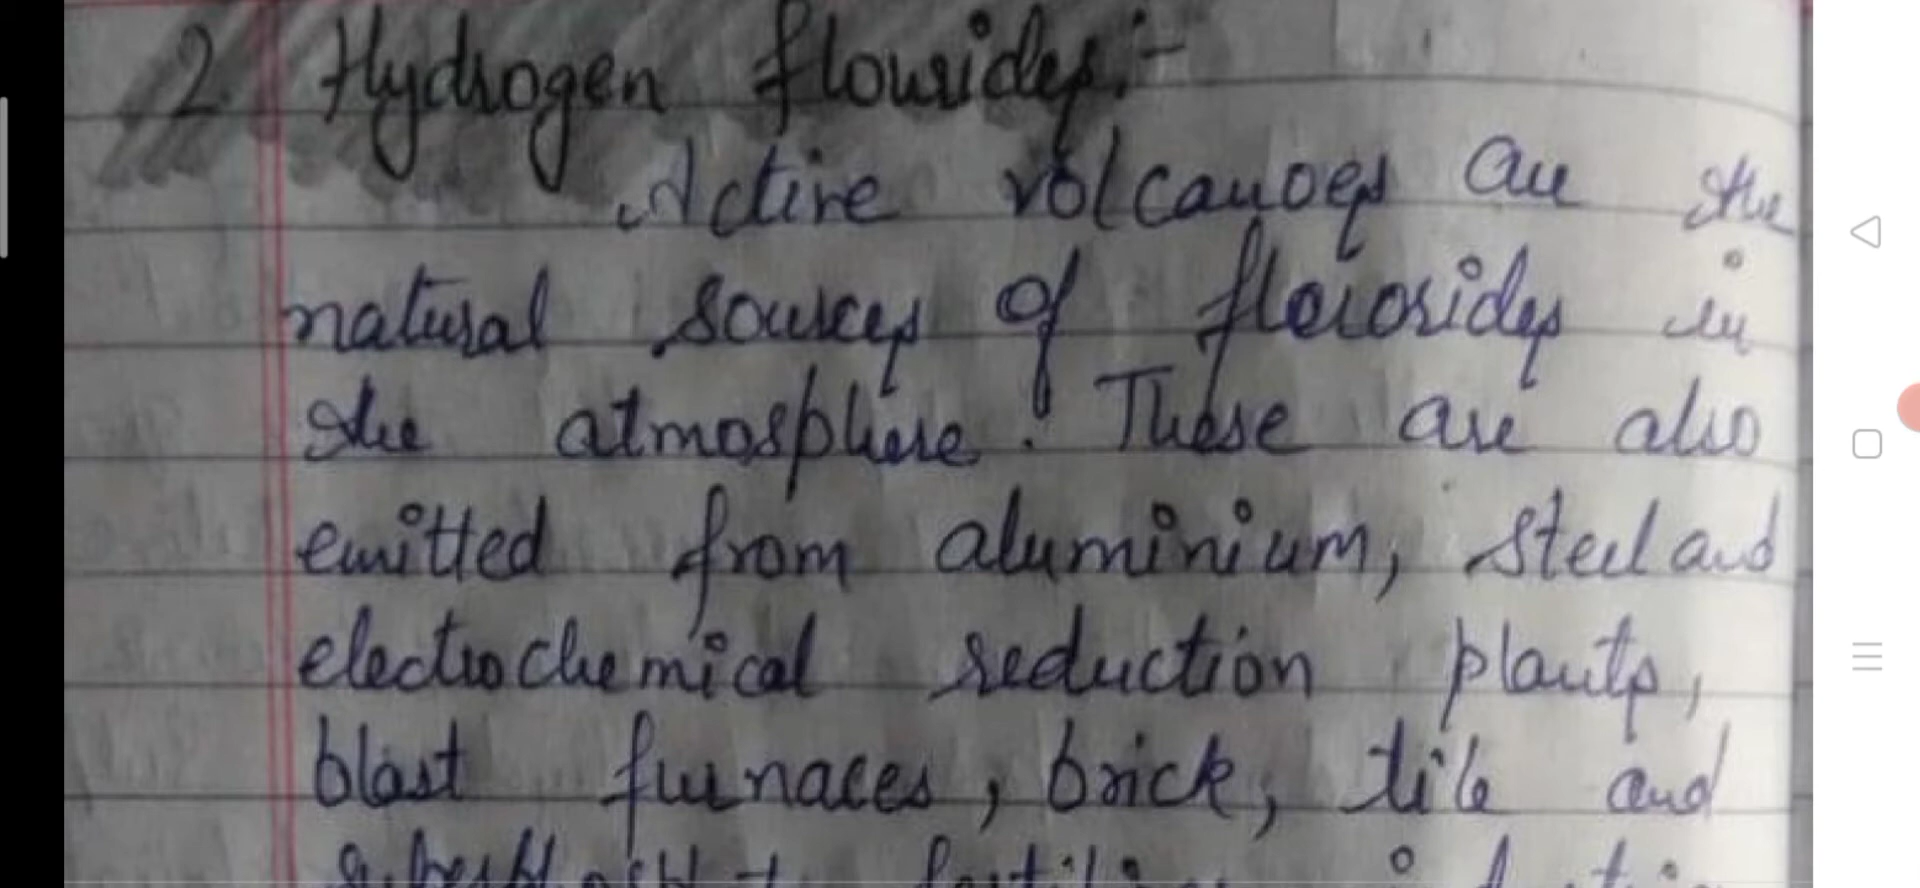 2 Hydrogen flourides:-
Active volcanoes are the
natural sources of fluorides in
the atmosphere. These are also
emitted from aluminium, steel and
electrochemical reduction plants,
blast furnaces, brick, tile and